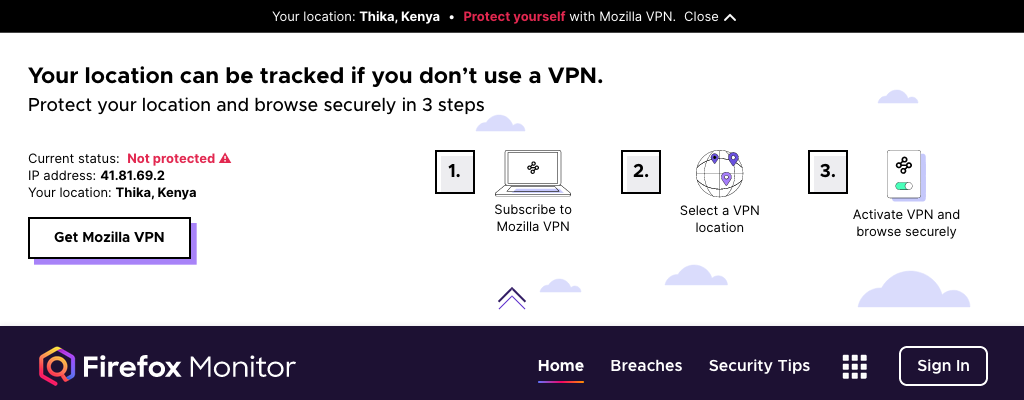 Your location: Thika, Kenya • Protect yourself with Mozilla VPN. Close
Your location can be tracked if you don’t use a VPN.
Protect your location and browse securely in 3 steps
Current status: Not protected
IP address: 41.81.69.2
Your location: Thika, Kenya
Get Mozilla VPN
1.
Subscribe to
Mozilla VPN
2.
Select a VPN
location
3.
Activate VPN and
browse securely
Firefox Monitor
Home Breaches Security Tips Sign In